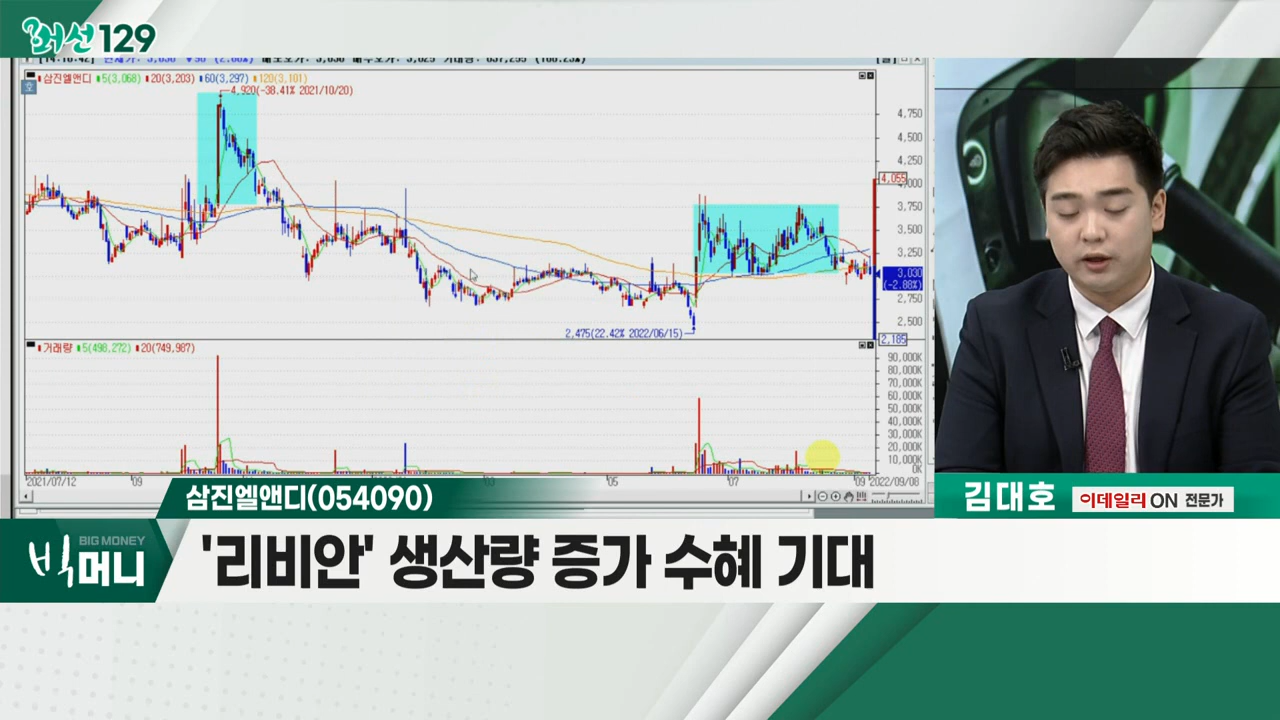 최선129
삼진엘앤디 5(3,068) 20(3,203) 60(3,297) 120(3,101)
4,920(-38.41% 2021/10/20)
4,750
4,500
4,250
4,055
4,000
3,750
3,500
3,250
3,030
(-2.88%)
2,750
2,500
2,475(22.42% 2022/06/15)
2,185
거래량 5(498,272) 20(749,987)
90,000K
80,000K
70,000K
60,000K
50,000K
40,000K
30,000K
20,000K
10,000K
0K
2021/07/12 09 03 05 07 09 2022/09/08
삼진엘앤디(054090)
김대호 이데일리ON 전문가
BIG MONEY
빅머니
'리비안' 생산량 증가 수혜 기대